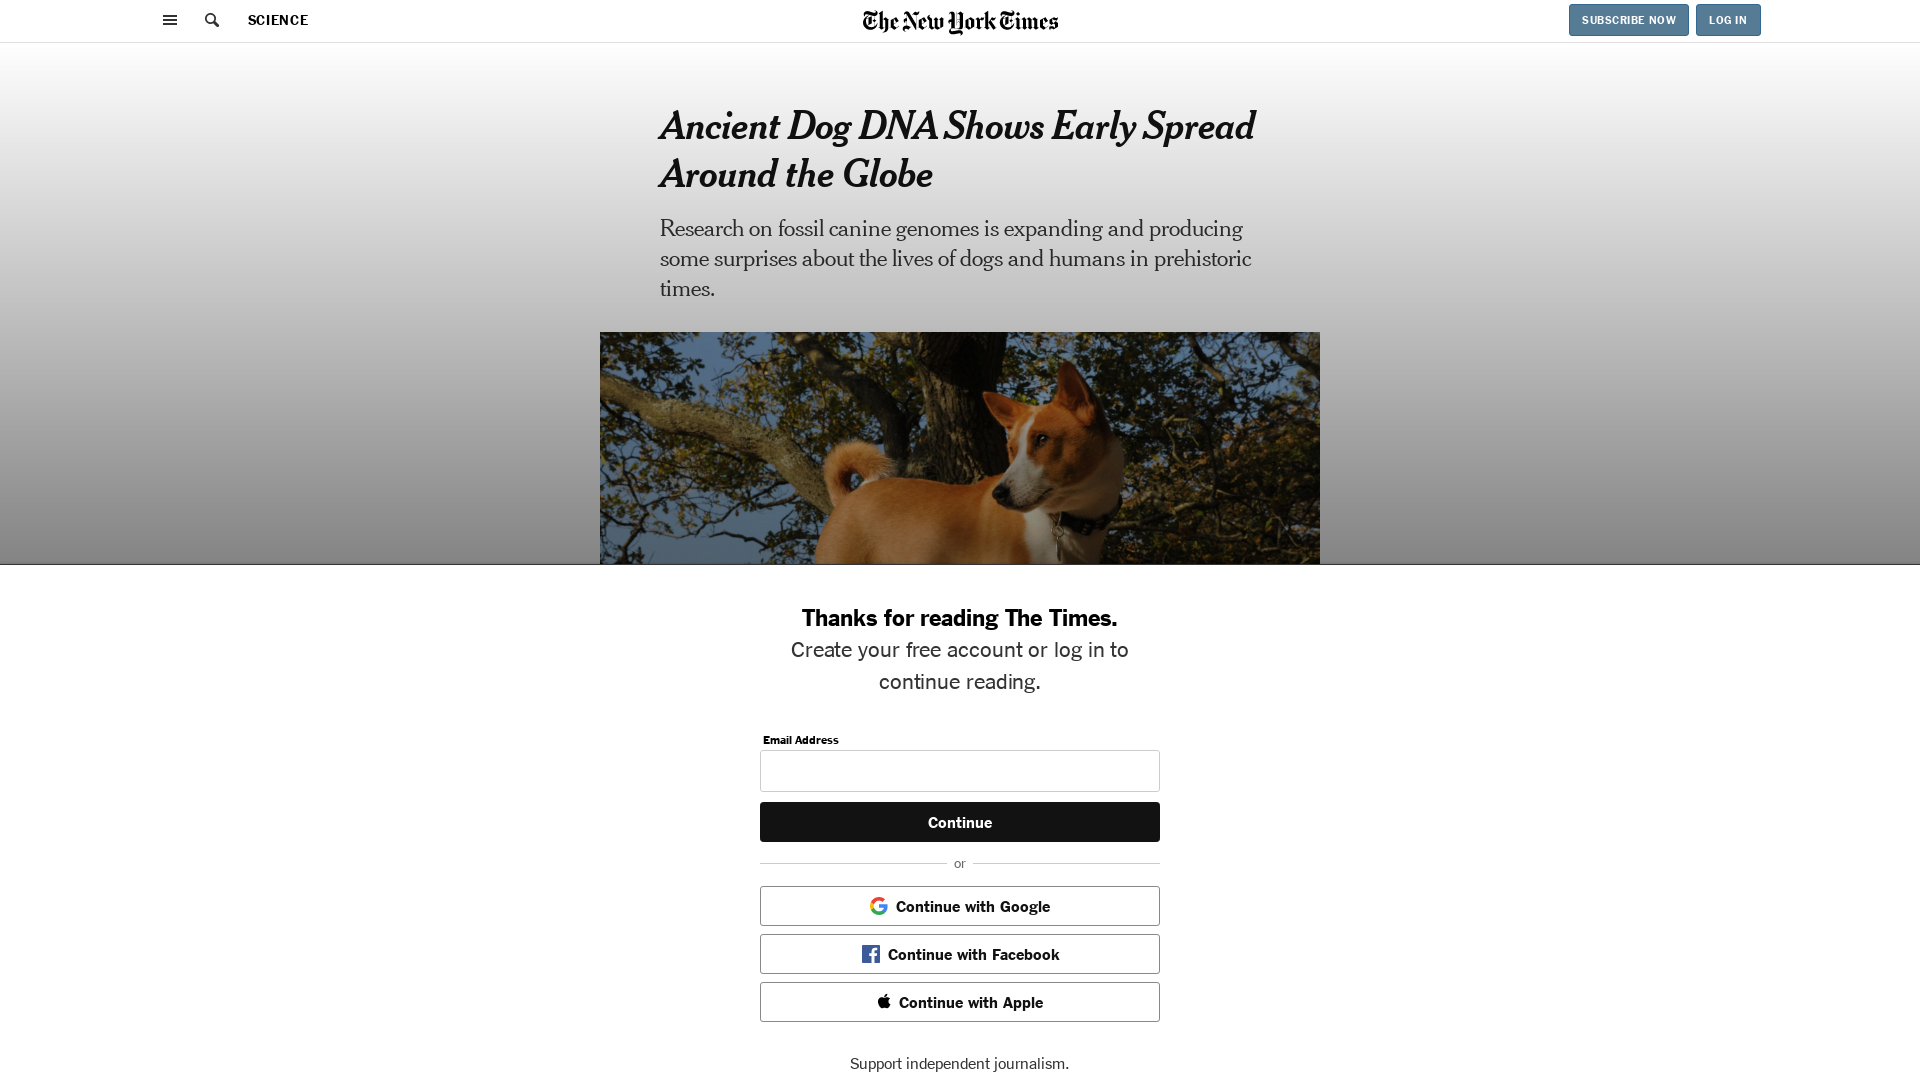 SCIENCE
The New York Times
SUBSCRIBE NOW
LOG IN
Ancient Dog DNA Shows Early Spread
Around the Globe
Research on fossil canine genomes is expanding and producing
some surprises about the lives of dogs and humans in prehistoric
times.
Thanks for reading The Times.
Create your free account or log in to
continue reading.
Email Address
Continue
or
Continue with Google
Continue with Facebook
Continue with Apple
Support independent journalism.